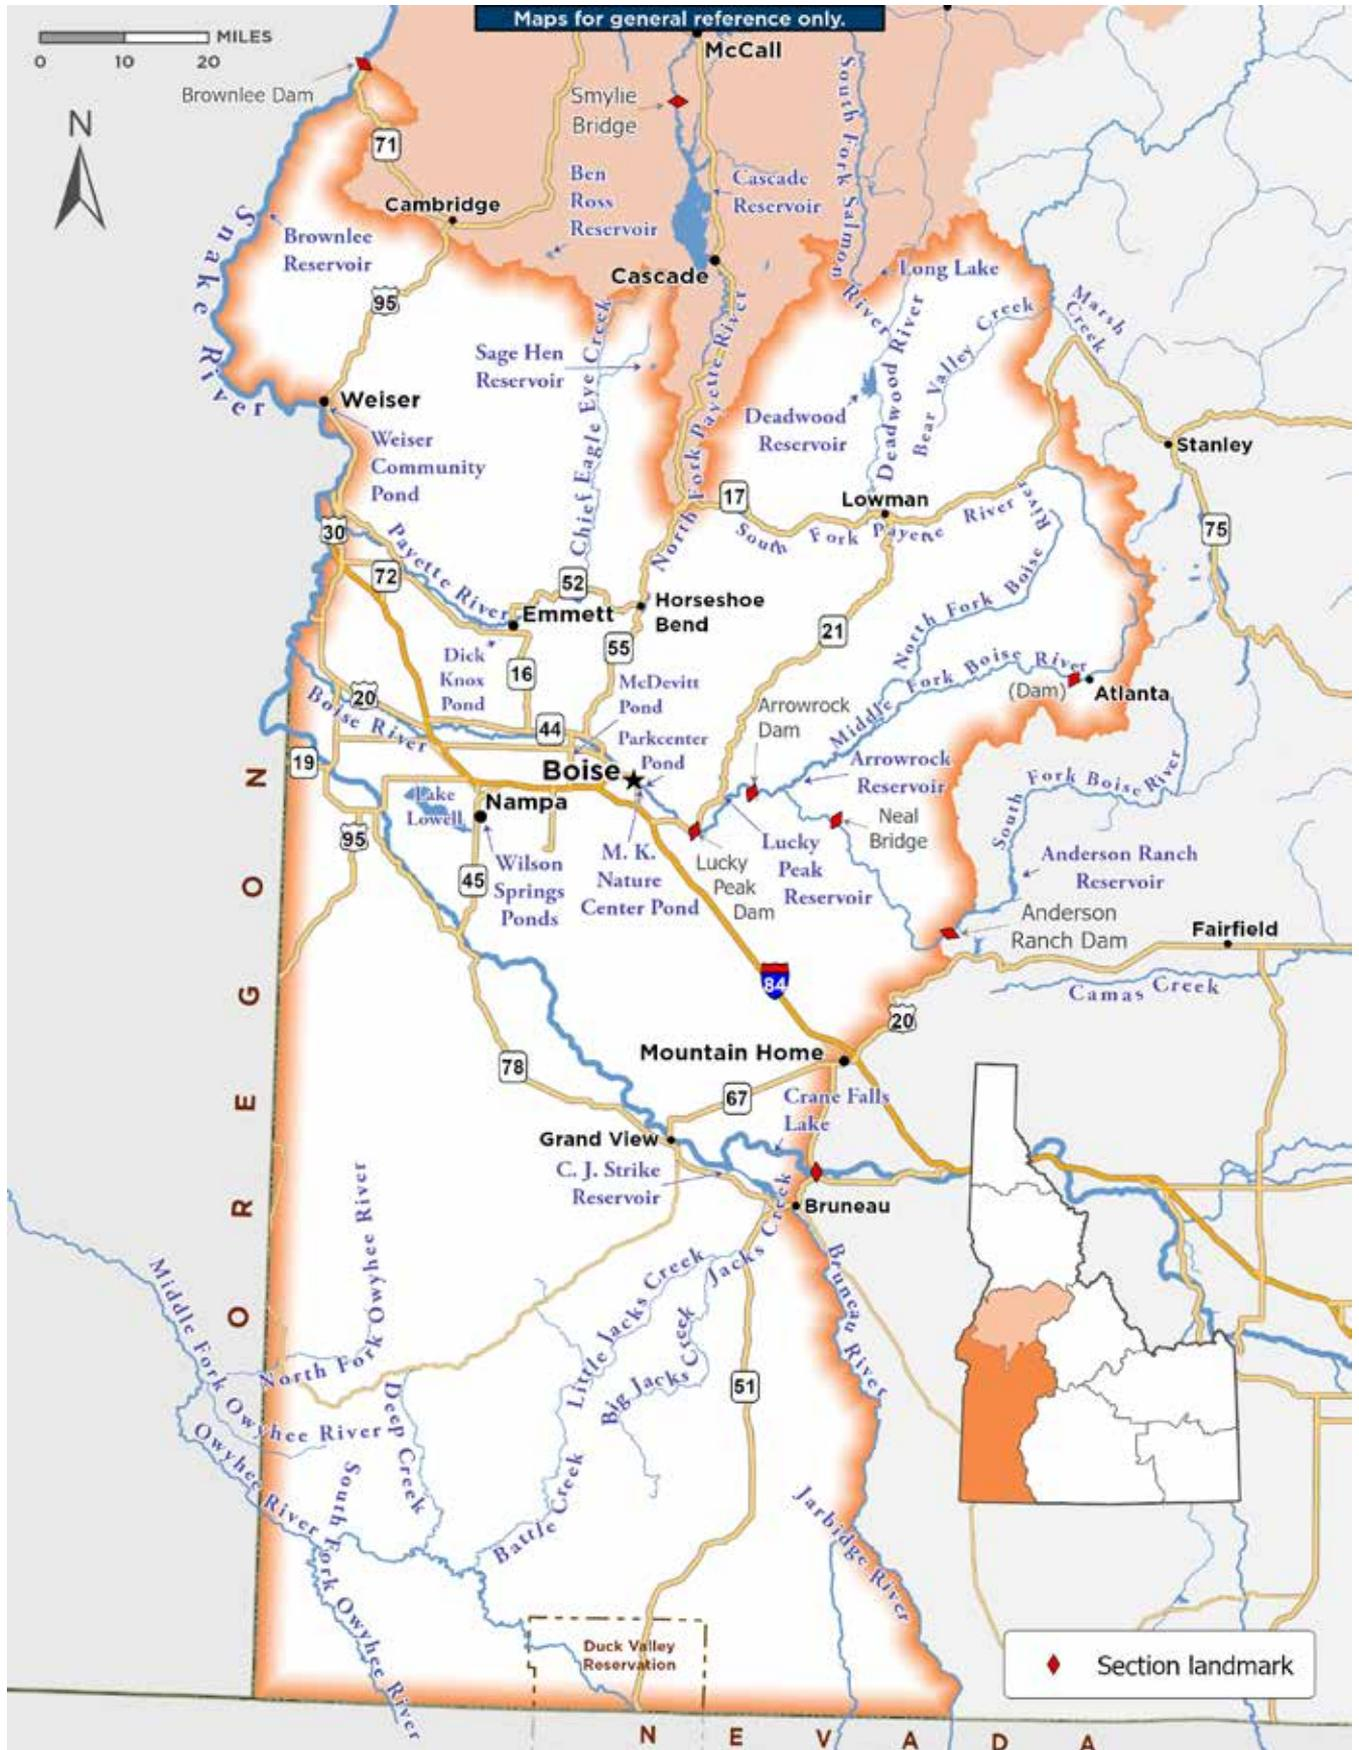 Maps for general reference only.
MILES
0 10 20
Brownlee Dam
N
McCall
Smylie
Bridge
South Fork Salmon River
71
Cambridge
Ben
Ross
Reservoir
Cascade
Reservoir
Snake River
Brownlee
Reservoir
Cascade
Long Lake
95
Marsh
Creek
Sage Hen
Reservoir
Chief Eagle Eye Creek
North Fork Payette River
Deadwood River
Bear Valley Creek
Weiser
Deadwood
Reservoir
Weiser
Community
Pond
Stanley
17
Lowman
South Fork Payette River
75
30
Payette River
72
52
Horseshoe
Bend
Emmett
21
North Fork Boise River
55
Dick
Knox
Pond
16
McDevitt
Pond
Middle Fork Boise River
(Dam)
Atlanta
20
Boise River
44
Arrowrock
Dam
Parkcenter
Pond
19
Boise
Arrowrock
Reservoir
South Fork Boise River
Lake
Lowell
Nampa
Neal
Bridge
95
45
Wilson
Springs
Ponds
M. K.
Nature
Center Pond
Lucky
Peak
Dam
Lucky
Peak
Reservoir
Anderson Ranch
Reservoir
Anderson
Ranch Dam
Fairfield
84
Camas Creek
20
OREGON
Mountain Home
78
67
Crane Falls
Lake
Grand View
C. J. Strike
Reservoir
Bruneau
North Fork Owyhee River
Middle Fork Owyhee River
Jacks Creek
Little Jacks Creek
Big Jacks Creek
Bruneau River
51
Deep Creek
Owyhee River
South Fork Owyhee River
Battle Creek
Jarbidge River
Duck Valley
Reservation
Section landmark
NEVADA